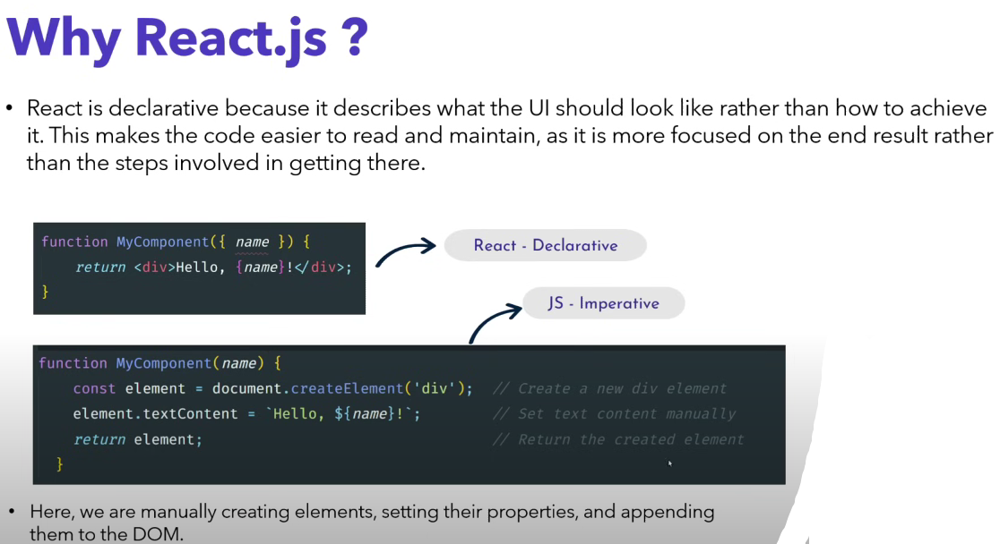 Why React.js ?
• React is declarative because it describes what the UI should look like rather than how to achieve
it. This makes the code easier to read and maintain, as it is more focused on the end result rather
than the steps involved in getting there.
function MyComponent({ name }) {
return <div>Hello, {name}!</div>;
}
React - Declarative
JS - Imperative
function MyComponent(name) {
const element = document.createElement('div'); // Create a new div element
element.textContent = `Hello, ${name}!`; // Set text content manually
return element; // Return the created element
}
• Here, we are manually creating elements, setting their properties, and appending
them to the DOM.